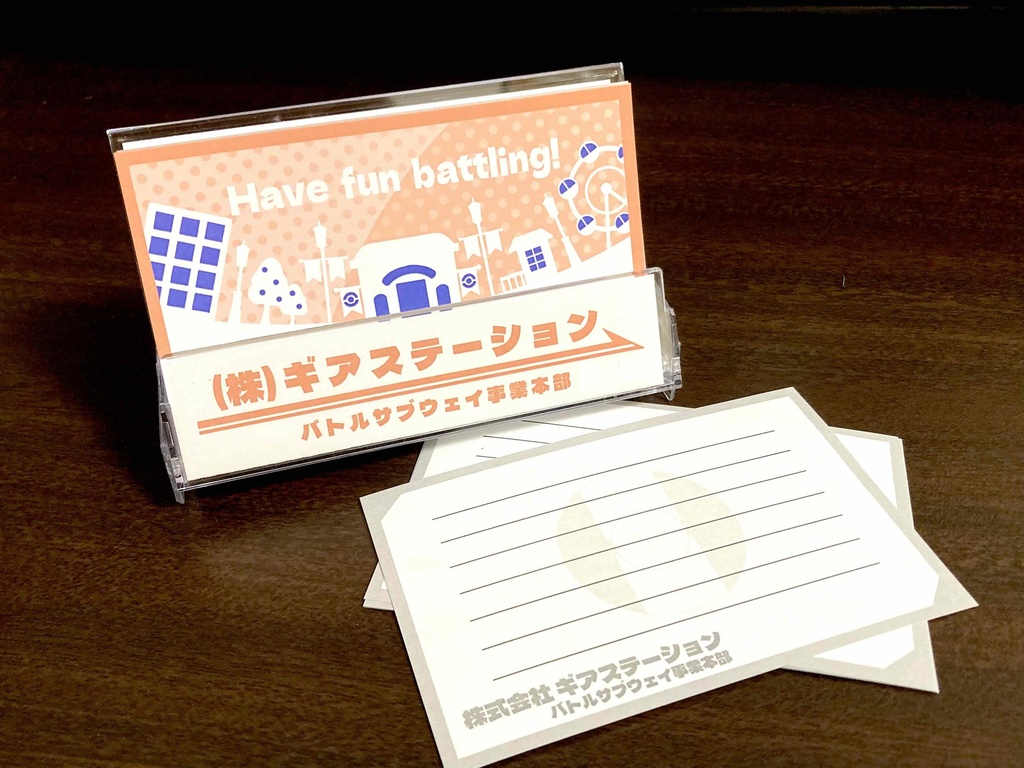 Have fun battling!
(株)ギアステーション
バトルサブウェイ事業本部
株式会社ギアステーション
バトルサブウェイ事業本部